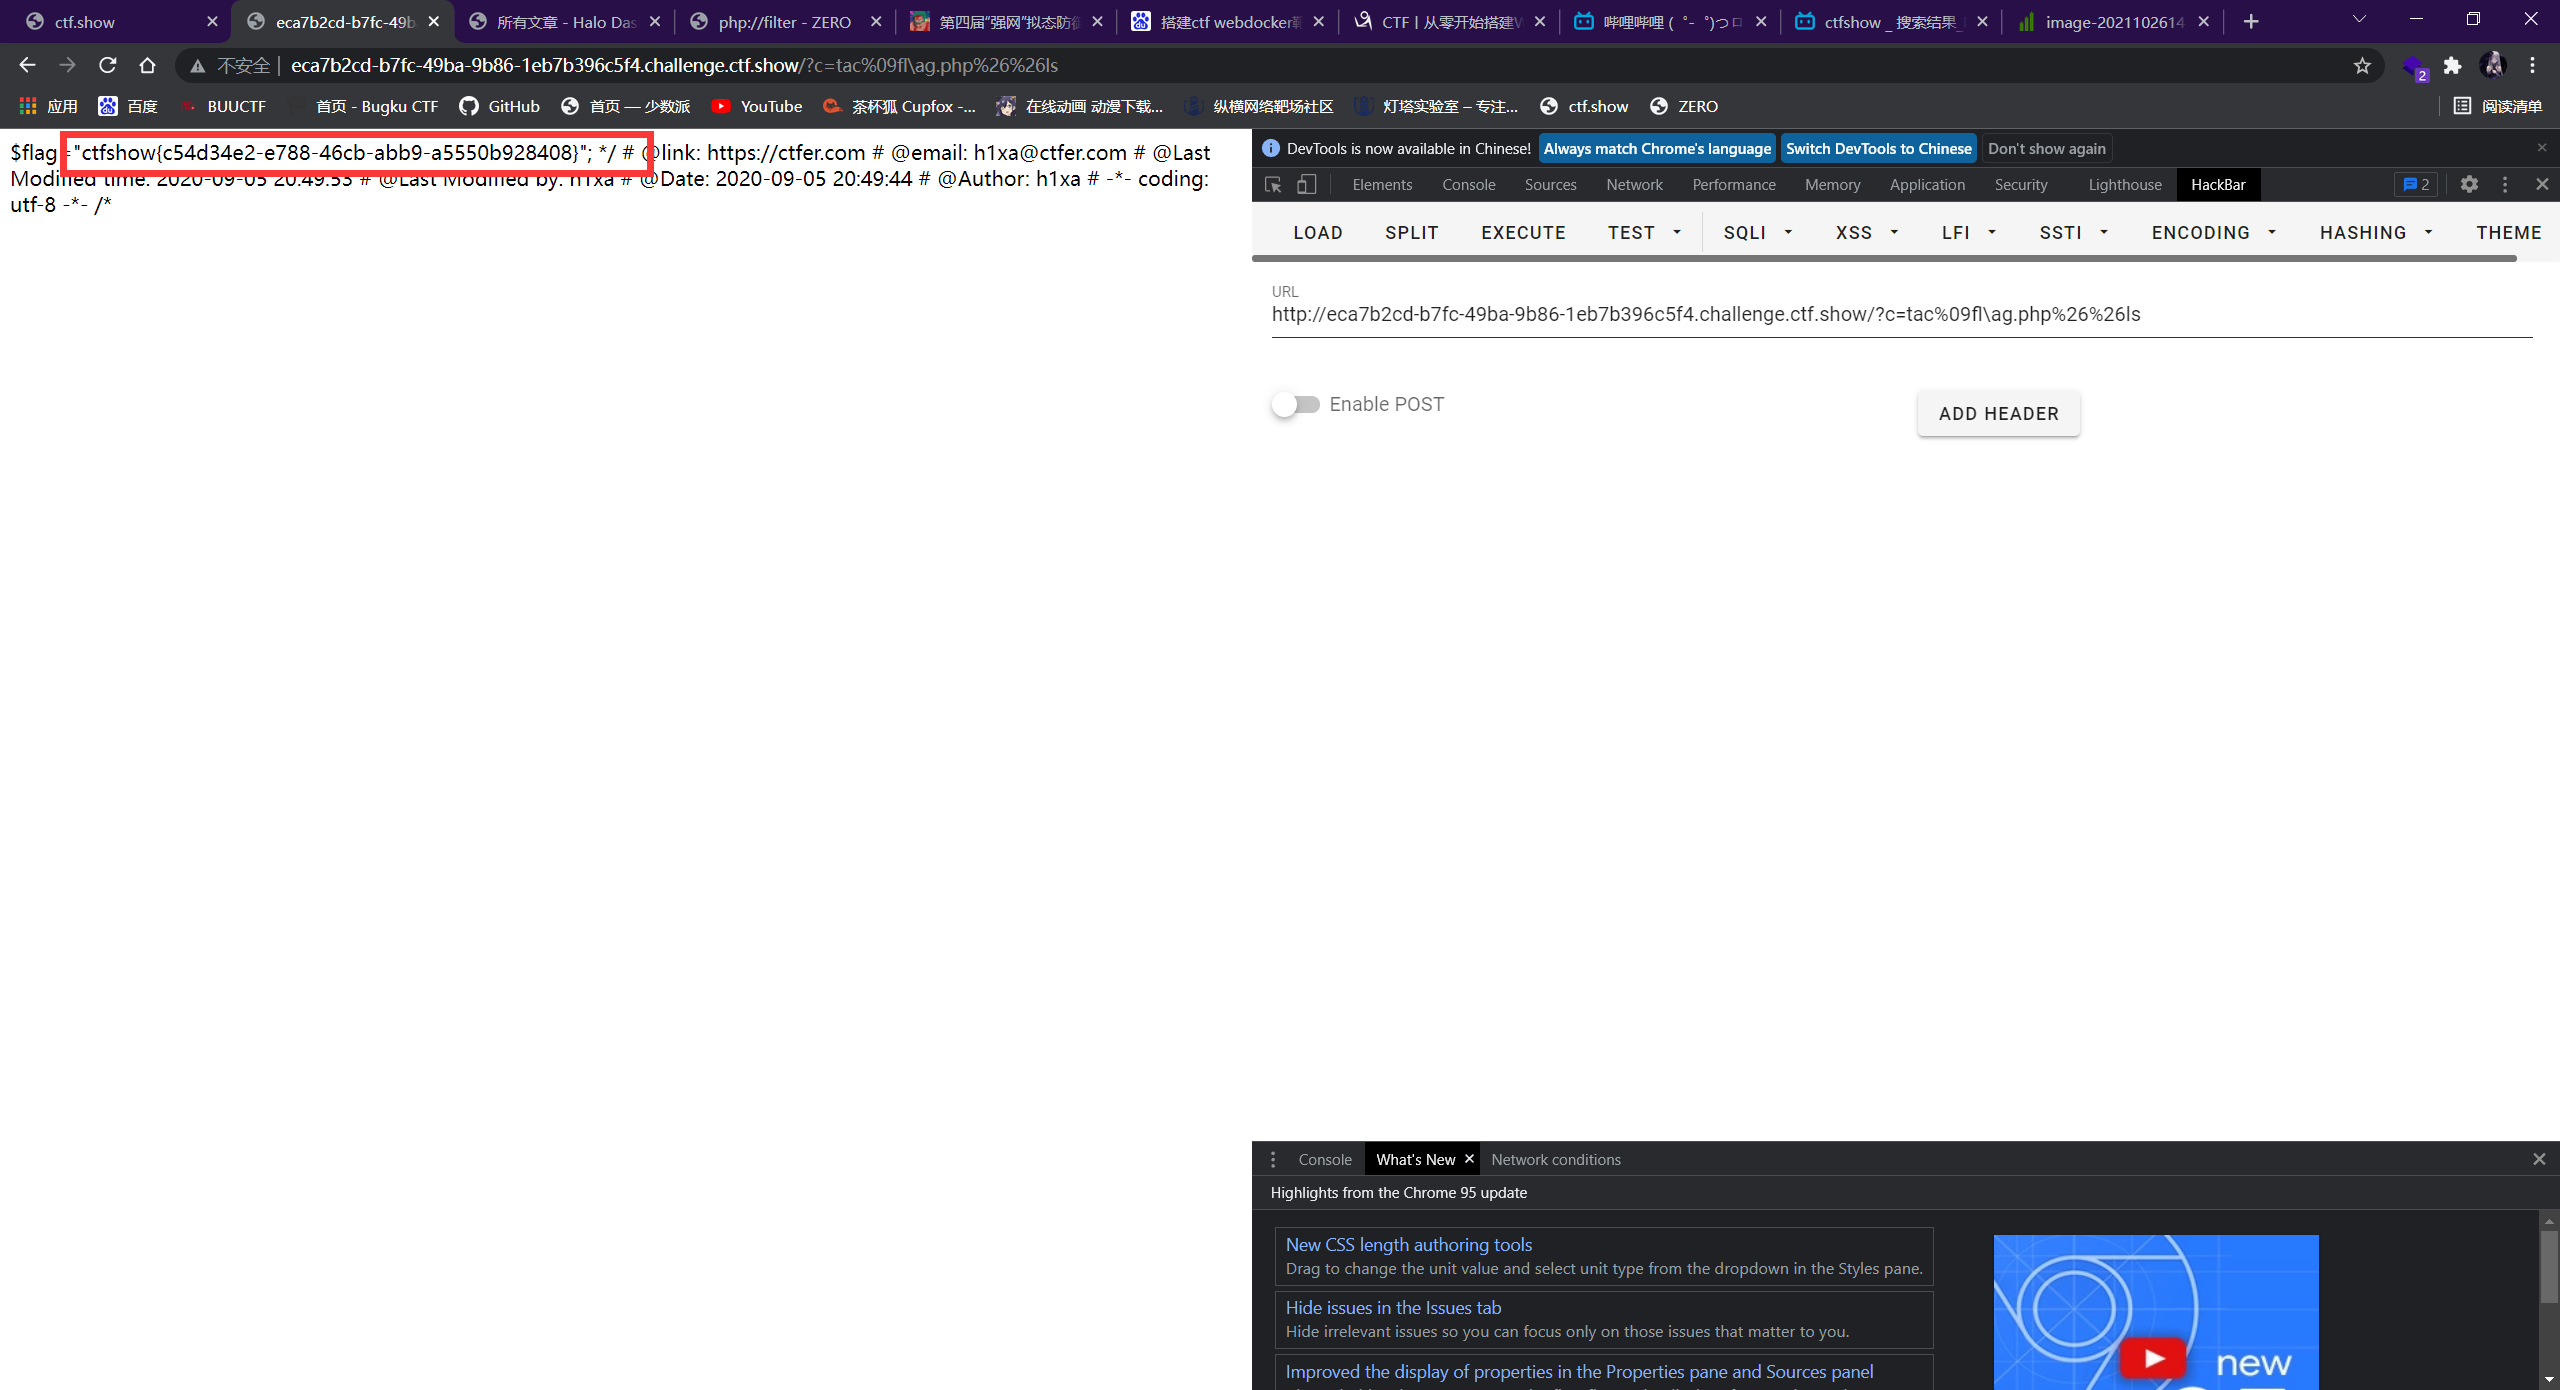 ctf.show
eca7b2cd-b7fc-49b
所有文章 - Halo Das
php://filter - ZERO
第四届“强网”拟态防
搭建ctf webdocker
CTF丨从零开始搭建
哔哩哔哩 (゜-゜)つロ
ctfshow _ 搜索结果_
image-2021102614
不安全 | eca7b2cd-b7fc-49ba-9b86-1eb7b396c5f4.challenge.ctf.show/?c=tac%09fl\ag.php%26%26ls
2
应用 百度 BUUCTF 首页 - Bugku CTF GitHub 首页 — 少数派 YouTube 茶杯狐 Cupfox -... 在线动画 动漫下载... 纵横网络靶场社区 灯塔实验室 – 专注... ctf.show ZERO 阅读清单
$flag="ctfshow{c54d34e2-e788-46cb-abb9-a5550b928408}"; */ # @link: https://ctfer.com # @email: h1xa@ctfer.com # @Last
Modified time: 2020-09-05 20:49:53 # @Last Modified by: h1xa # @Date: 2020-09-05 20:49:44 # @Author: h1xa # -*- coding:
utf-8 -*- /*
DevTools is now available in Chinese! Always match Chrome's language Switch DevTools to Chinese Don't show again
Elements Console Sources Network Performance Memory Application Security Lighthouse HackBar 2
LOAD SPLIT EXECUTE TEST SQLI XSS LFI SSTI ENCODING HASHING THEME
URL
http://eca7b2cd-b7fc-49ba-9b86-1eb7b396c5f4.challenge.ctf.show/?c=tac%09fl\ag.php%26%26ls
Enable POST
ADD HEADER
Console What's New Network conditions
Highlights from the Chrome 95 update
New CSS length authoring tools
Drag to change the unit value and select unit type from the dropdown in the Styles pane.
Hide issues in the Issues tab
Hide irrelevant issues so you can focus only on those issues that matter to you.
Improved the display of properties in the Properties pane and Sources panel
new